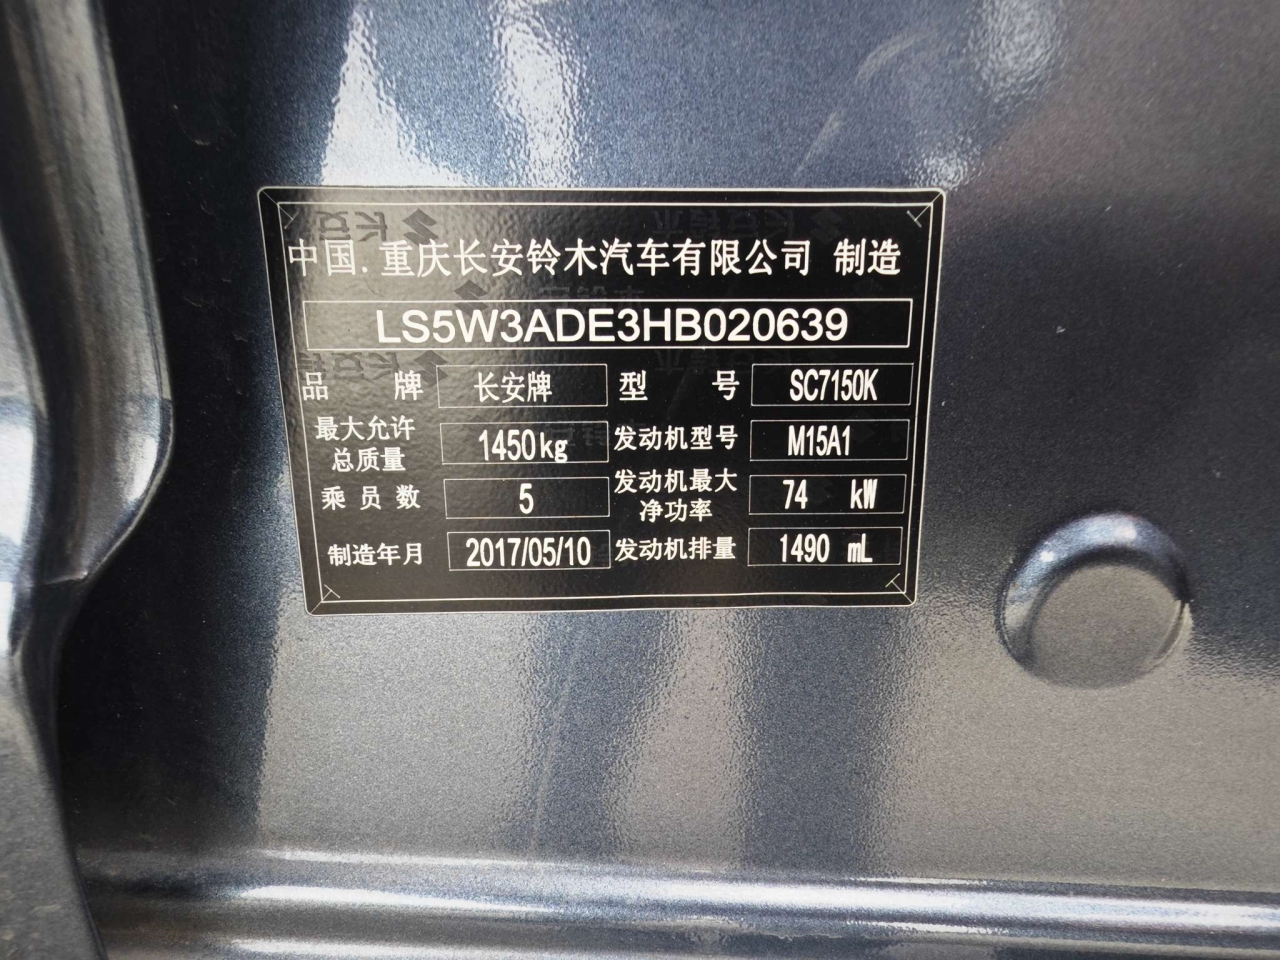 中国.重庆长安铃木汽车有限公司 制造
LS5W3ADE3HB020639
品 牌 长安牌 型 号 SC7150K
最大允许总质量 1450kg 发动机型号 M15A1
乘员数 5 发动机最大净功率 74 kW
制造年月 2017/05/10 发动机排量 1490 mL